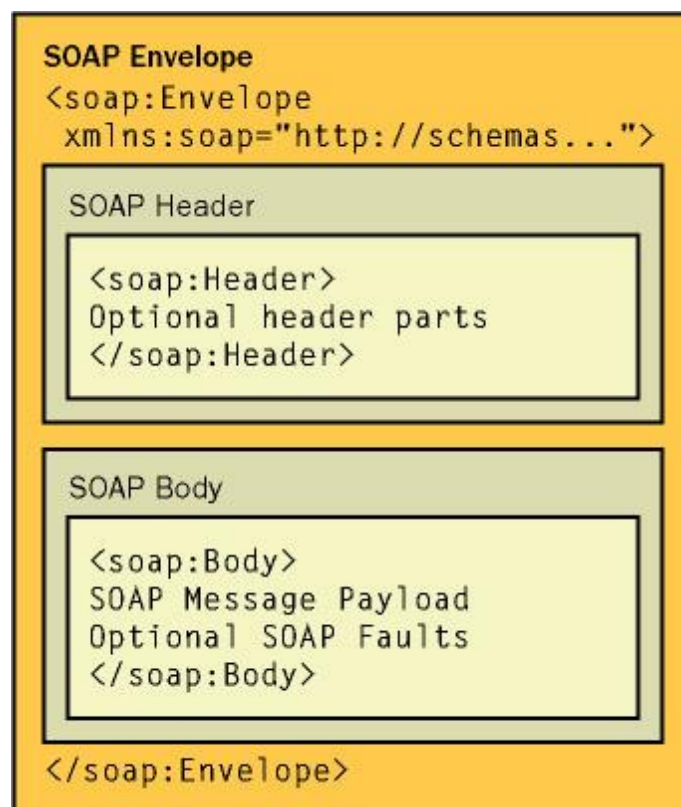 SOAP Envelope
<soap:Envelope
xmlns:soap="http://schemas...">
SOAP Header
<soap:Header>
Optional header parts
</soap:Header>
SOAP Body
<soap:Body>
SOAP Message Payload
Optional SOAP Faults
</soap:Body>
</soap:Envelope>